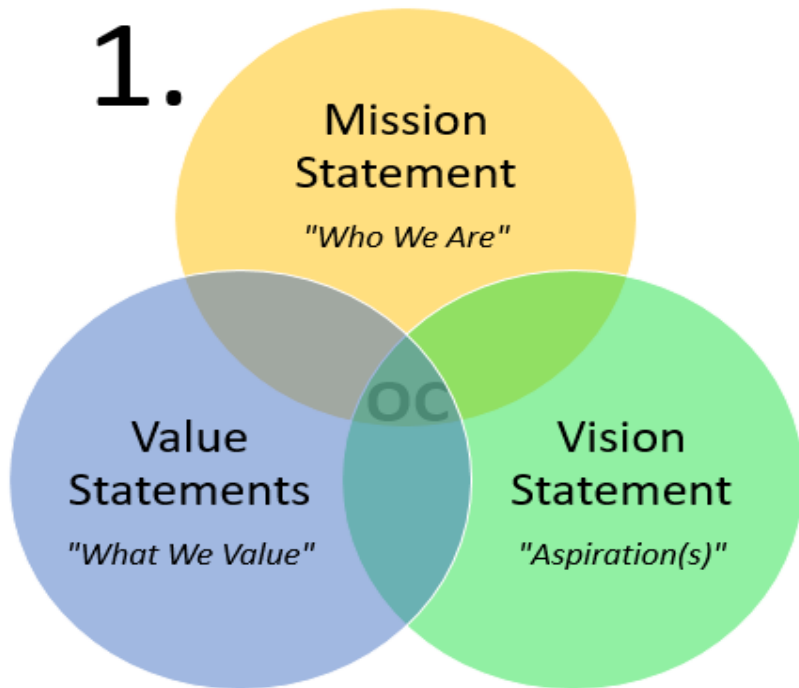 1.
Mission
Statement
"Who We Are"
OC
Value
Statements
"What We Value"
Vision
Statement
"Aspiration(s)"